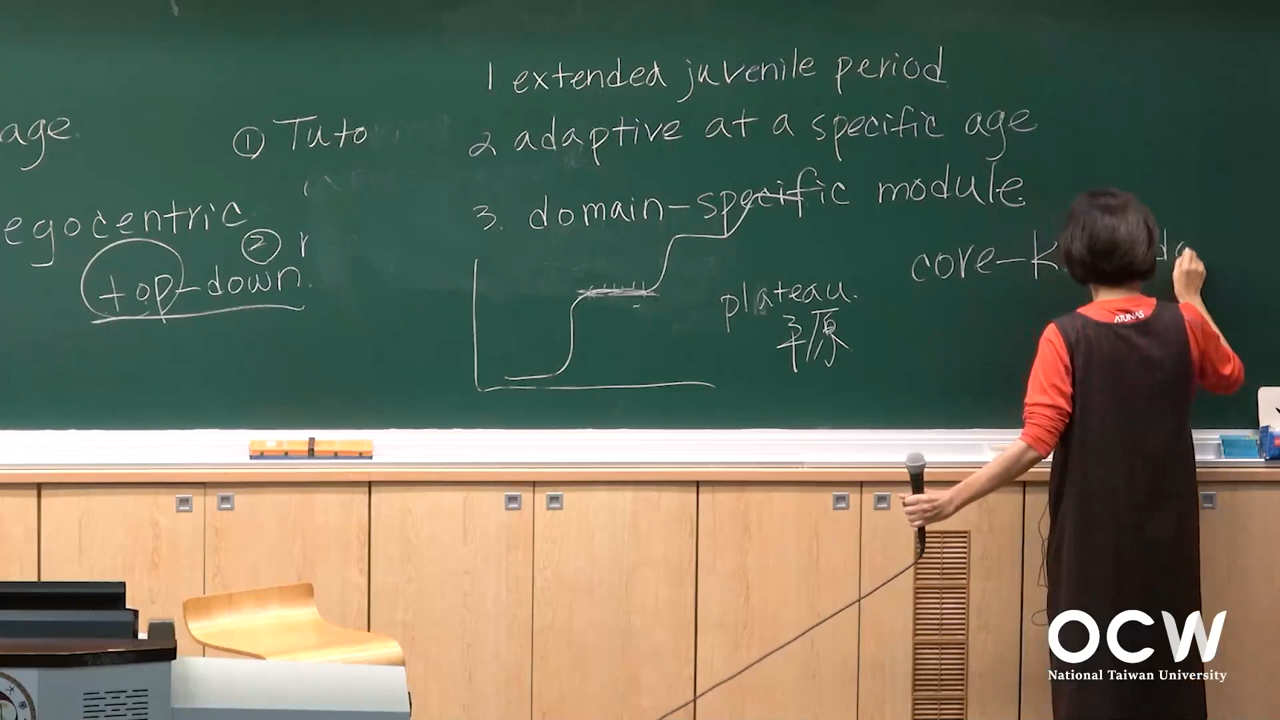 1 extended juvenile period
age
① Tuto
2 adaptive at a specific age
3. domain-specific module
egocentric
② r
top-down.
core-k
plateau.
平原
ATUNAS
OCW
National Taiwan University